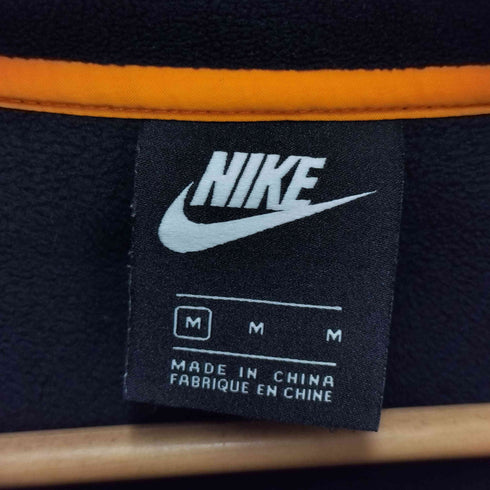 NIKE
M M M
MADE IN CHINA
FABRIQUE EN CHINE